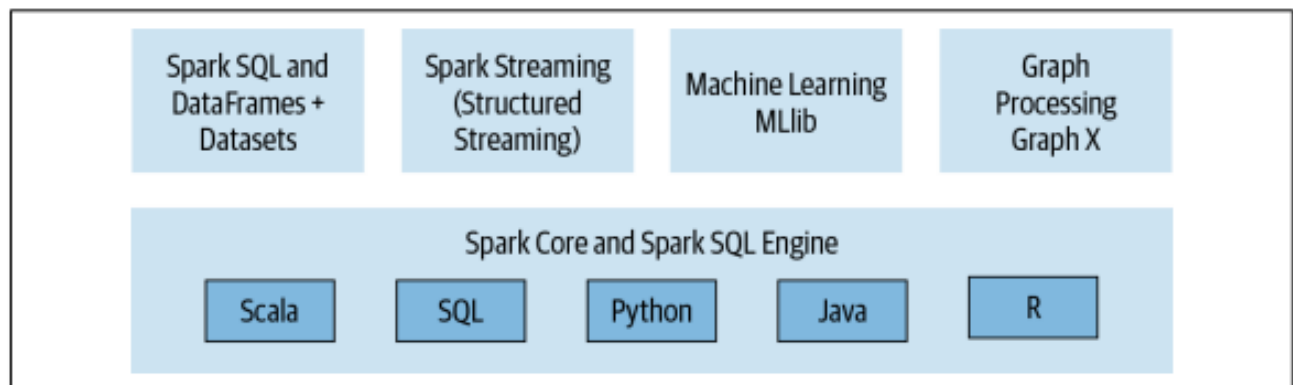 Spark SQL and
DataFrames +
Datasets
Spark Streaming
(Structured
Streaming)
Machine Learning
MLlib
Graph
Processing
Graph X
Spark Core and Spark SQL Engine
Scala
SQL
Python
Java
R